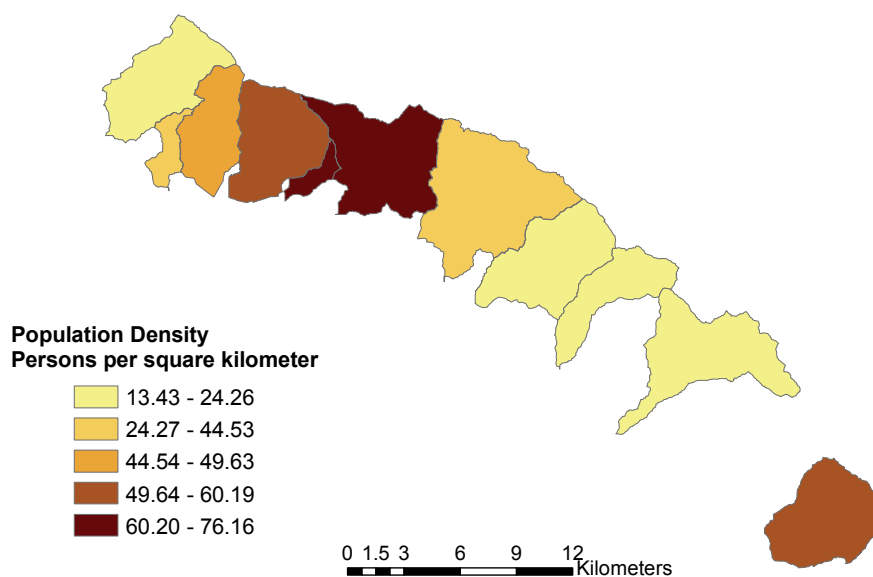 Population Density
Persons per square kilometer
13.43 - 24.26
24.27 - 44.53
44.54 - 49.63
49.64 - 60.19
60.20 - 76.16
0 1.5 3 6 9 12
Kilometers